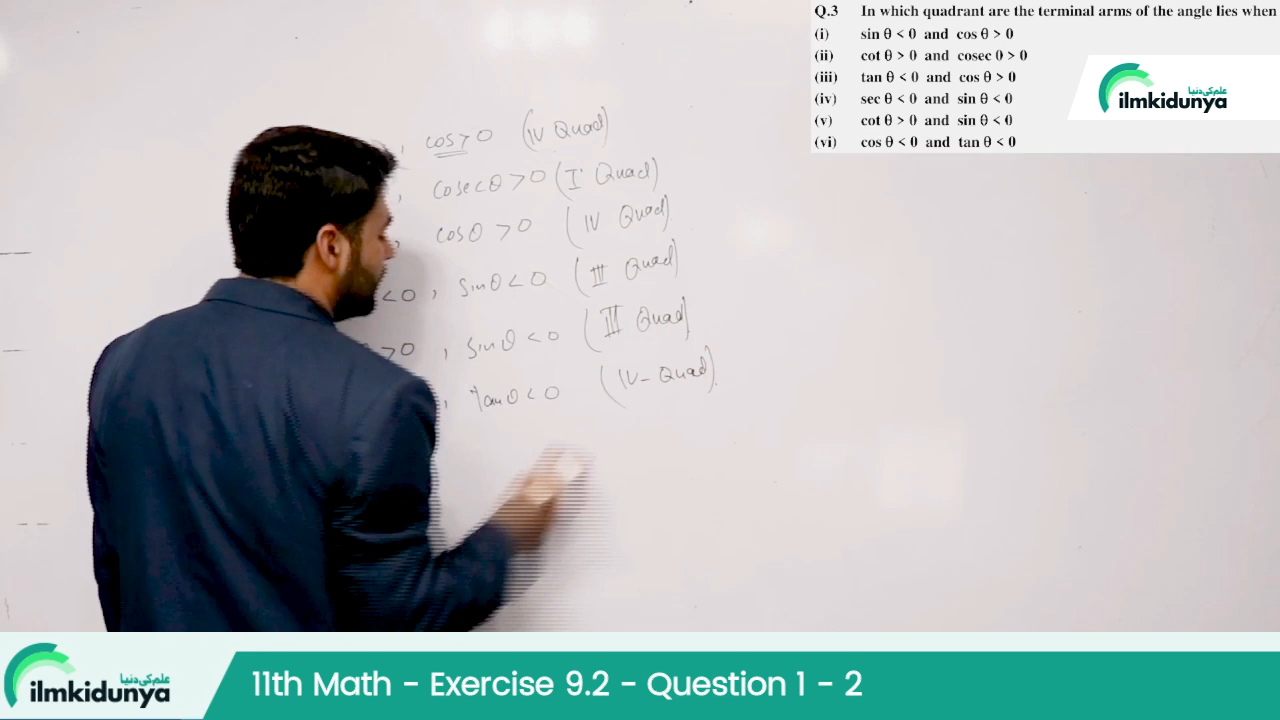 Q.3 In which quadrant are the terminal arms of the angle lies when
(i) sin θ < 0 and cos θ > 0
(ii) cot θ > 0 and cosec θ > 0
(iii) tan θ < 0 and cos θ > 0
(iv) sec θ < 0 and sin θ < 0
(v) cot θ > 0 and sin θ < 0
(vi) cos θ < 0 and tan θ < 0
علم کی دنیا
ilmkidunya
, cos > 0 (IV Quad)
, cosecθ > 0 (I Quad)
, cosθ > 0 (IV Quad)
< 0 , sinθ < 0 (III Quad)
> 0 , sinθ < 0 (III Quad)
, tanθ < 0 (IV - Quad)
علم کی دنیا
ilmkidunya
11th Math - Exercise 9.2 - Question 1 - 2